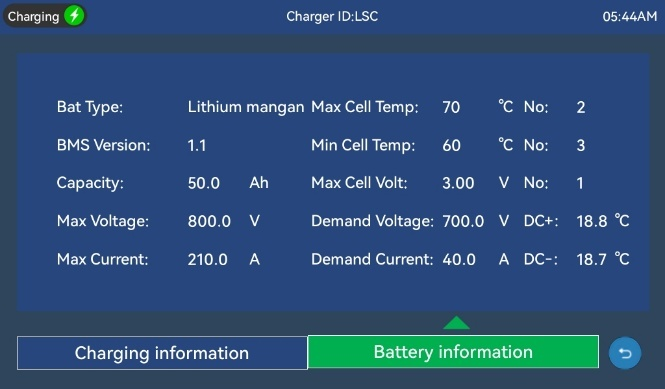 Charging Charger ID:LSC 05:44AM
Bat Type: Lithium mangan Max Cell Temp: 70 ℃ No: 2
BMS Version: 1.1 Min Cell Temp: 60 ℃ No: 3
Capacity: 50.0 Ah Max Cell Volt: 3.00 V No: 1
Max Voltage: 800.0 V Demand Voltage: 700.0 V DC+: 18.8 ℃
Max Current: 210.0 A Demand Current: 40.0 A DC-: 18.7 ℃
Charging information Battery information